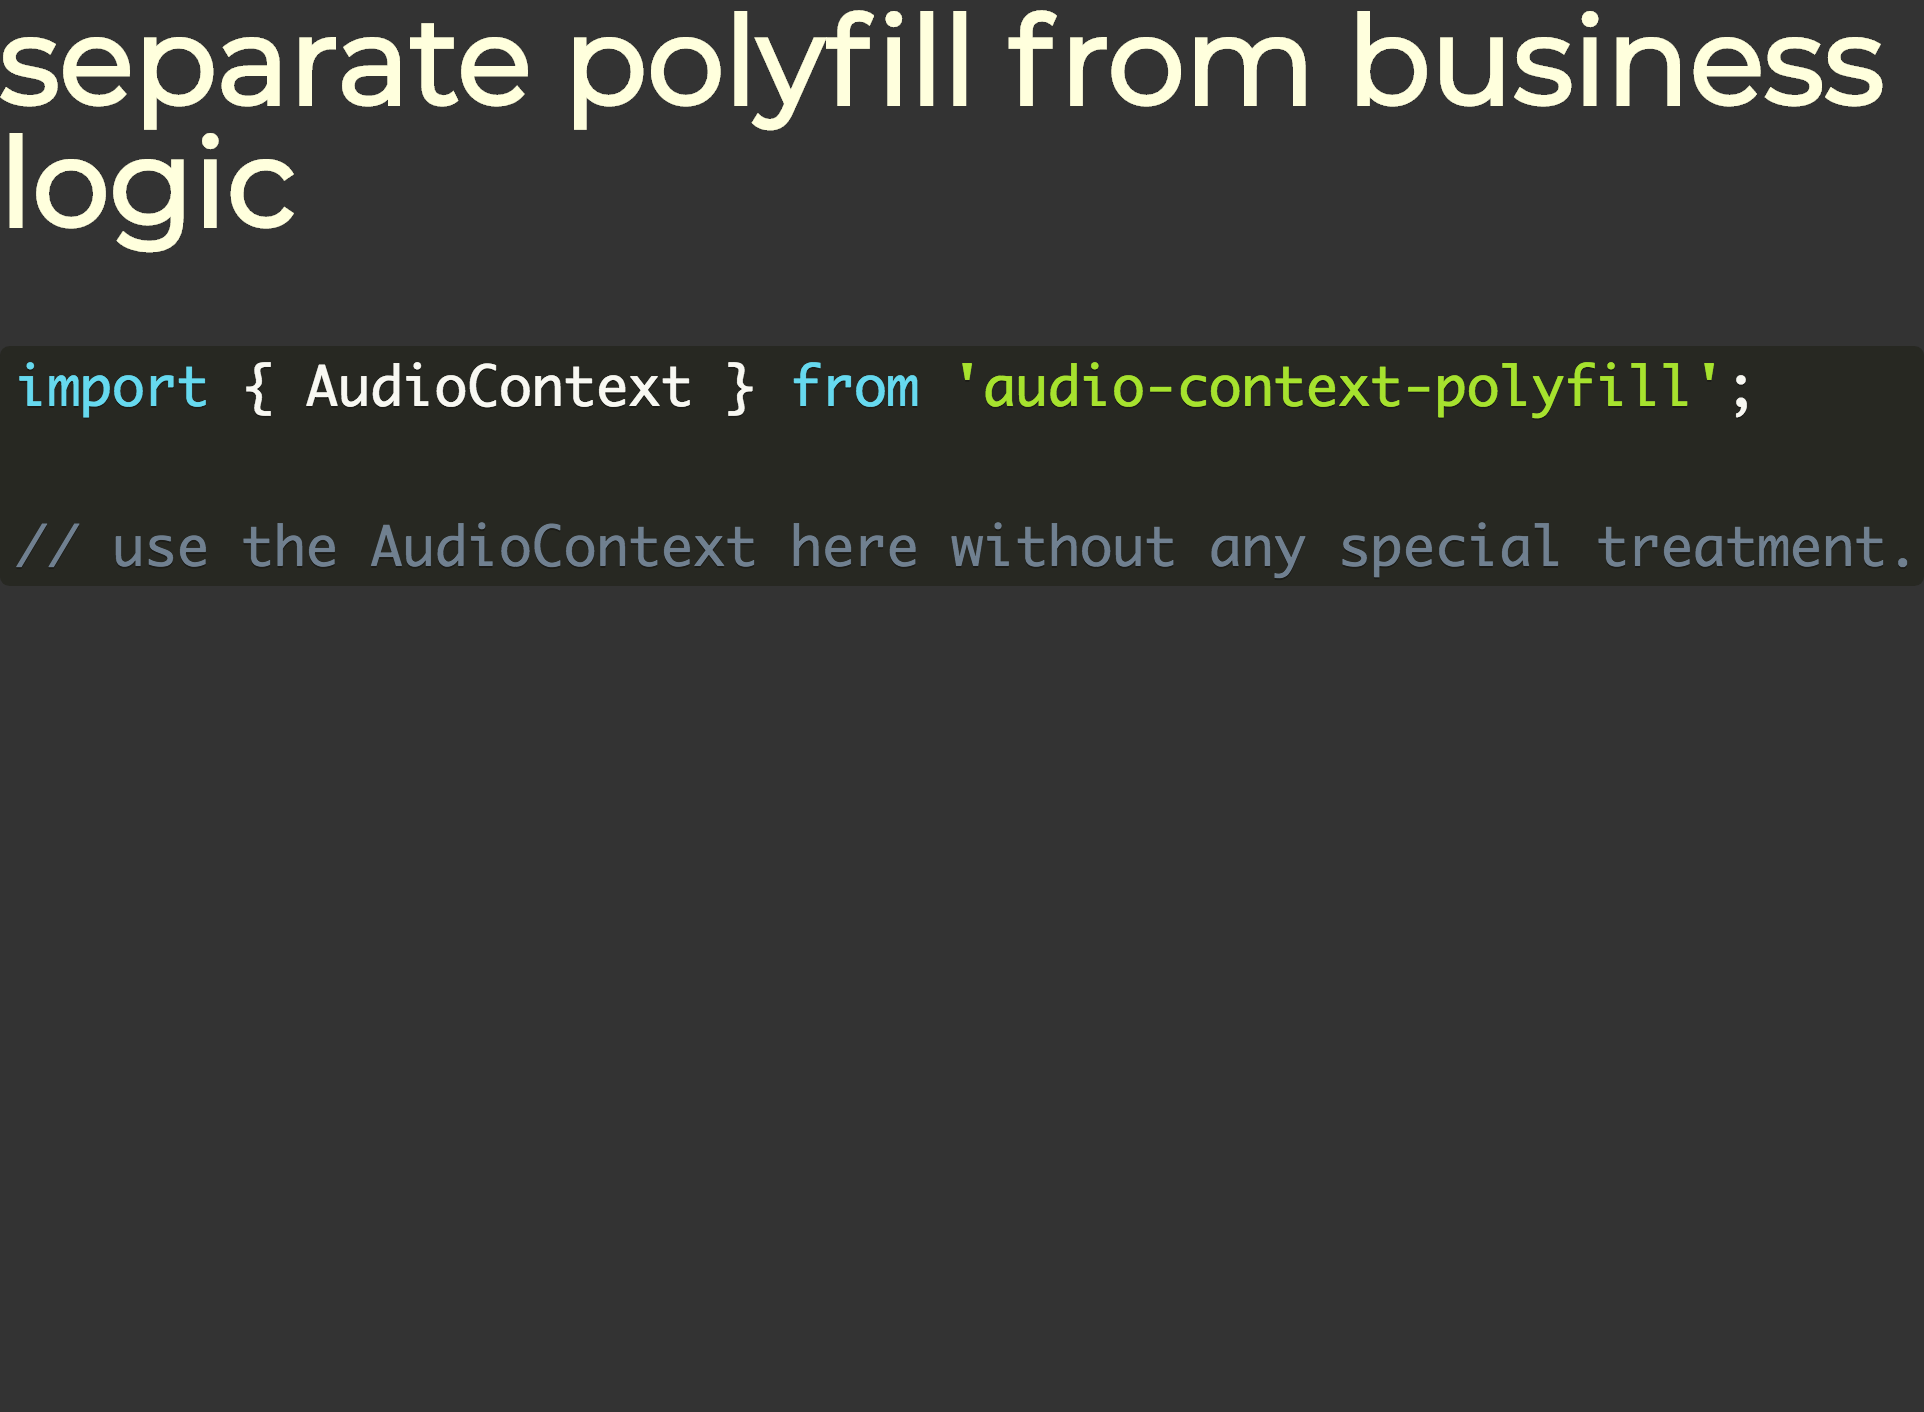 separate polyfill from business
logic
import { AudioContext } from 'audio-context-polyfill';
// use the AudioContext here without any special treatment.